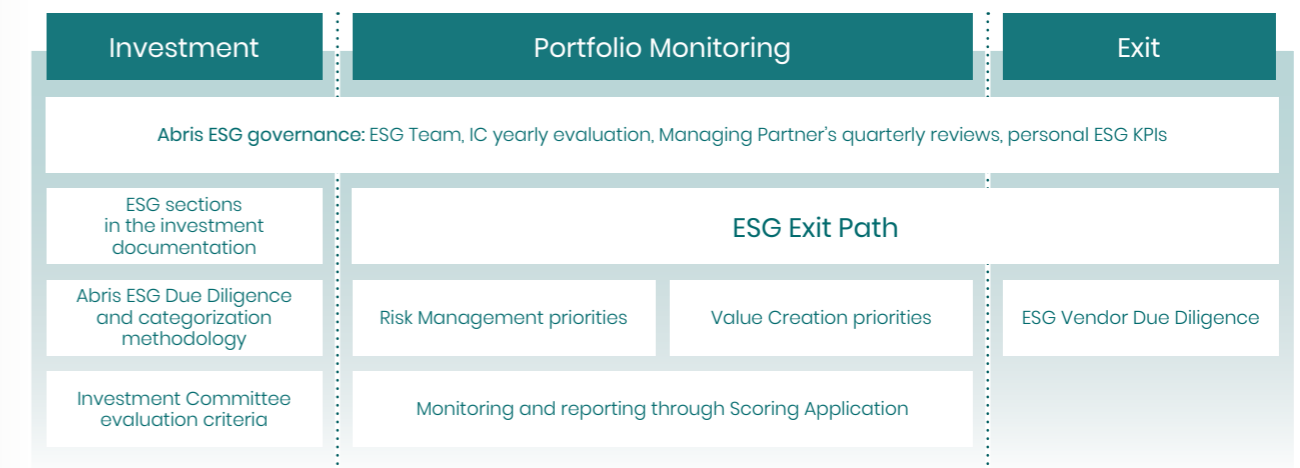 Investment
Portfolio Monitoring
Exit
Abris ESG governance: ESG Team, IC yearly evaluation, Managing Partner's quarterly reviews, personal ESG KPIs
ESG sections
in the investment
documentation
ESG Exit Path
Abris ESG Due Diligence
and categorization
methodology
Risk Management priorities
Value Creation priorities
ESG Vendor Due Diligence
Investment Committee
evaluation criteria
Monitoring and reporting through Scoring Application